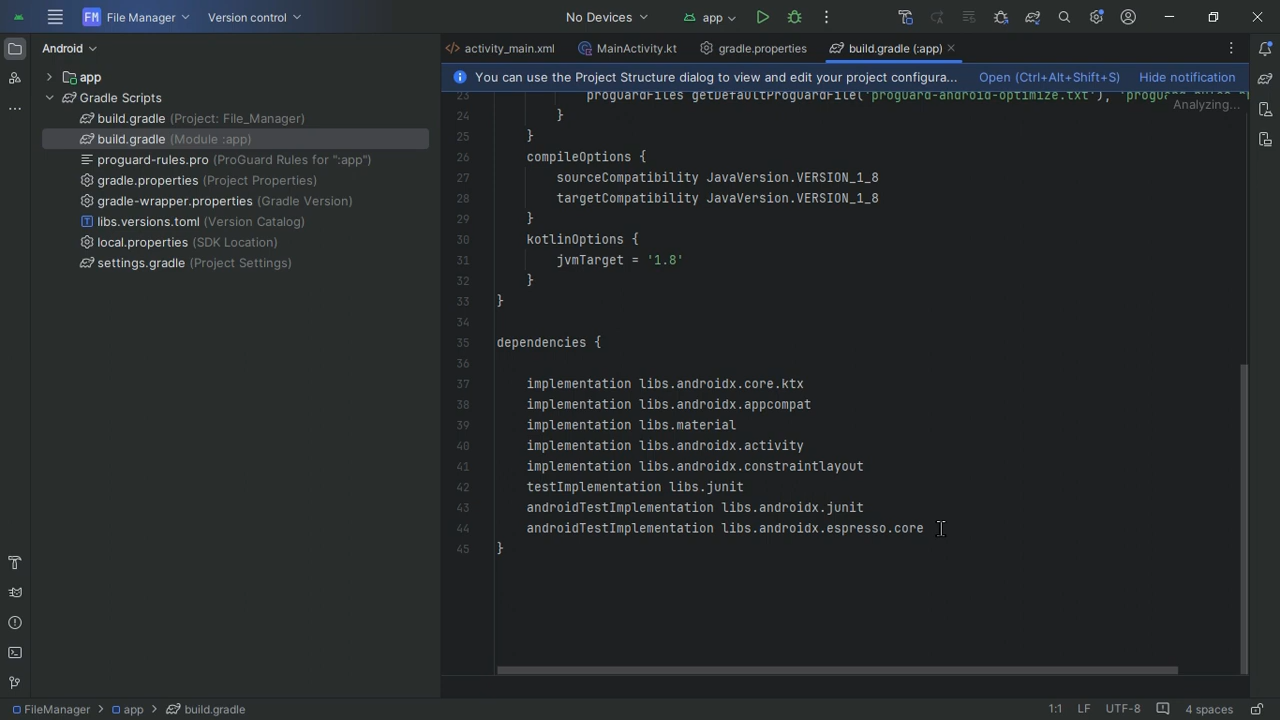 FM File Manager Version control No Devices app
Android activity_main.xml MainActivity.kt gradle.properties build.gradle (:app)
You can use the Project Structure dialog to view and edit your project configura... Open (Ctrl+Alt+Shift+S) Hide notification
app
Gradle Scripts
build.gradle (Project: File_Manager)
build.gradle (Module :app)
proguard-rules.pro (ProGuard Rules for ":app")
gradle.properties (Project Properties)
gradle-wrapper.properties (Gradle Version)
libs.versions.toml (Version Catalog)
local.properties (SDK Location)
settings.gradle (Project Settings)
23 proguardFiles getDefaultProguardFile('proguard-android-optimize.txt'),
Analyzing...
24 }
25 }
26 compileOptions {
27 sourceCompatibility JavaVersion.VERSION_1_8
28 targetCompatibility JavaVersion.VERSION_1_8
29 }
30 kotlinOptions {
31 jvmTarget = '1.8'
32 }
33 }
34
35 dependencies {
36
37 implementation libs.androidx.core.ktx
38 implementation libs.androidx.appcompat
39 implementation libs.material
40 implementation libs.androidx.activity
41 implementation libs.androidx.constraintlayout
42 testImplementation libs.junit
43 androidTestImplementation libs.androidx.junit
44 androidTestImplementation libs.androidx.espresso.core
45 }
FileManager > app > build.gradle 1:1 LF UTF-8 4 spaces